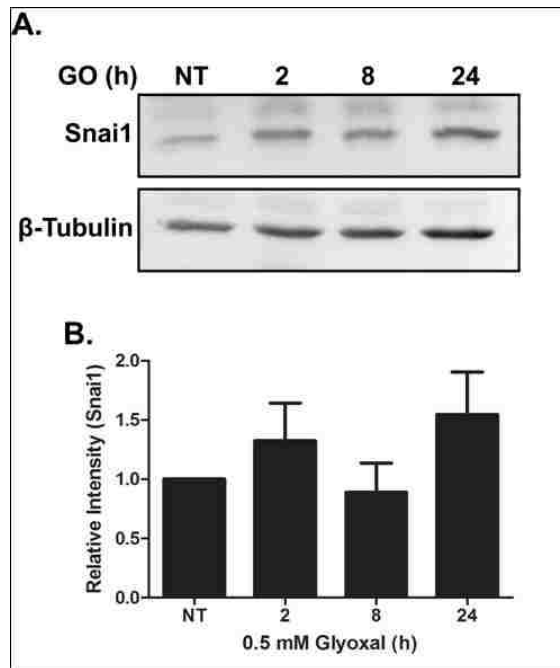 A.
GO (h) NT 2 8 24
Snai1
β-Tubulin
B.
Relative Intensity (Snai1)
2.0
1.5
1.0
0.5
0.0
NT 2 8 24
0.5 mM Glyoxal (h)